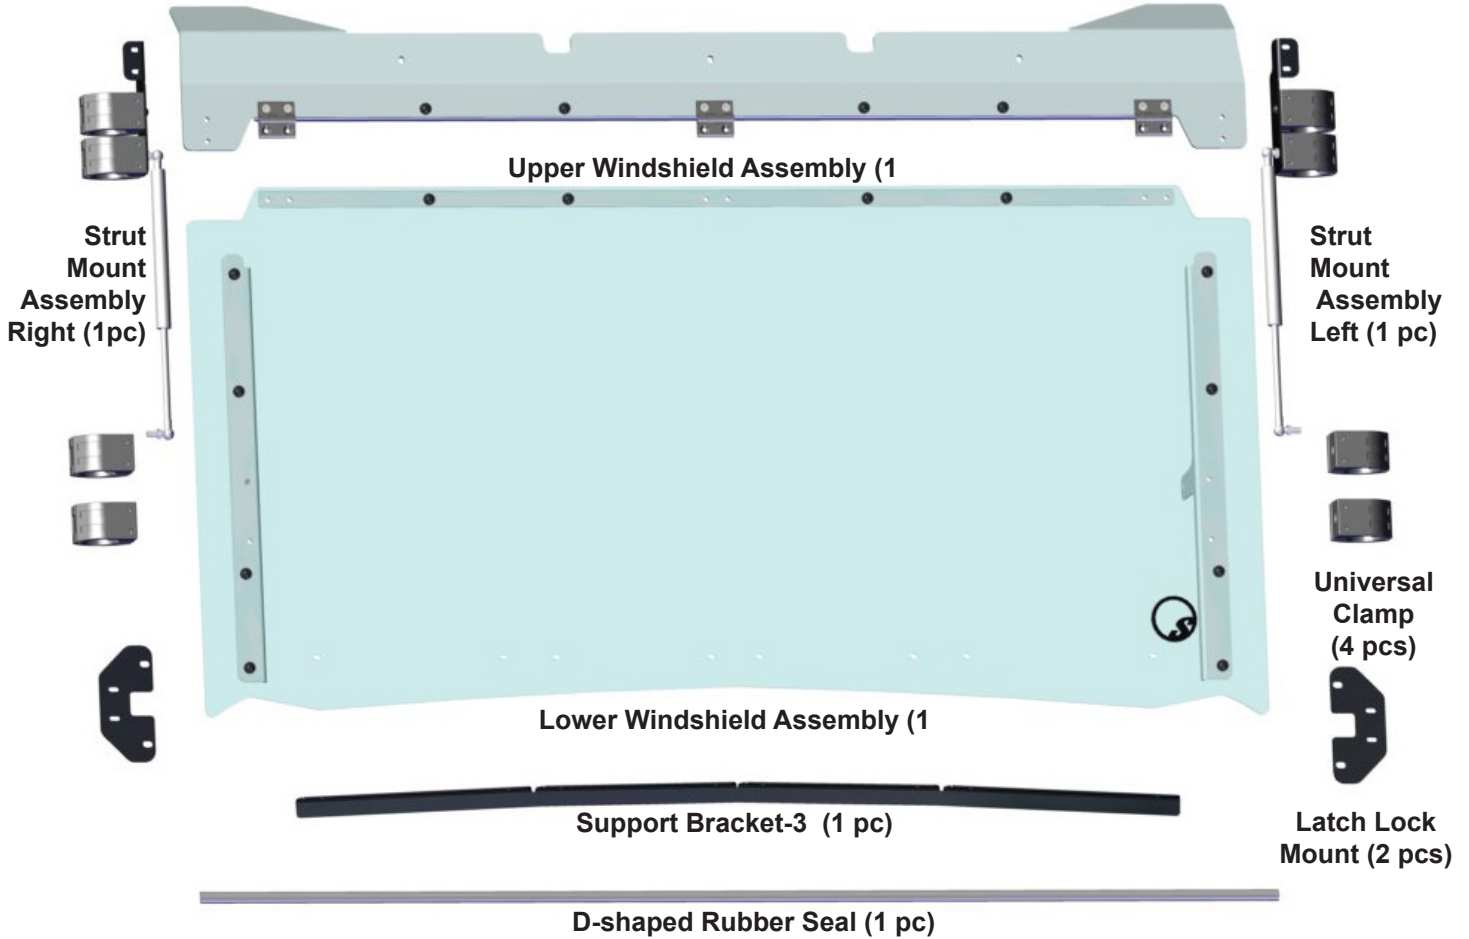 Upper Windshield Assembly (1
Strut
Mount
Assembly
Right (1pc)
Strut
Mount
Assembly
Left (1 pc)
Universal
Clamp
(4 pcs)
Lower Windshield Assembly (1
Support Bracket-3 (1 pc)
Latch Lock
Mount (2 pcs)
D-shaped Rubber Seal (1 pc)